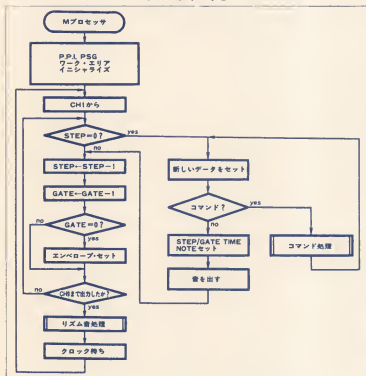 Mプロセッサ
P.P.I. PSG
ワーク・エリア
イニシャライズ
CH1から
STEP=0?
yes
no
STEP←STEP-1
GATE←GATE-1
GATE=0?
no
yes
エンベロープ・セット
CH8まで出力したか?
no
yes
リズム音処理
クロック待ち
新しいデータをセット
コマンド?
yes
no
STEP/GATE TIME
NOTEセット
音を出す
コマンド処理